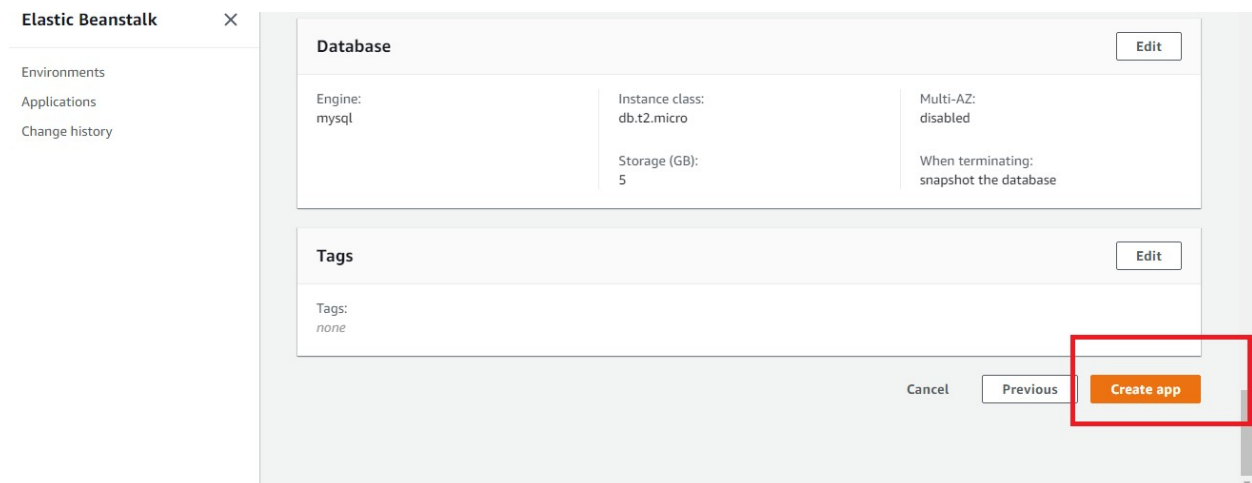 Elastic Beanstalk
Environments
Applications
Change history
Database
Edit
Engine:
mysql
Instance class:
db.t2.micro
Storage (GB):
5
Multi-AZ:
disabled
When terminating:
snapshot the database
Tags
Edit
Tags:
none
Cancel
Previous
Create app